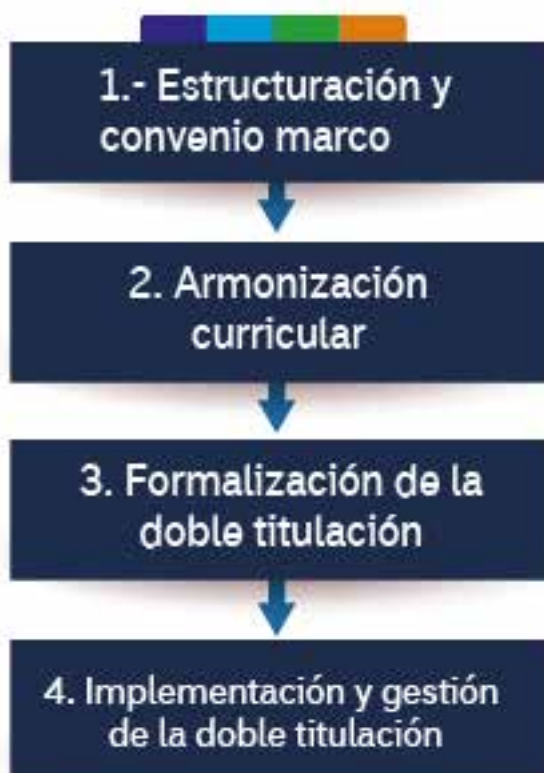 1.- Estructuración y
convenio marco
2. Armonización
curricular
3. Formalización de la
doble titulación
4. Implementación y gestión
de la doble titulación